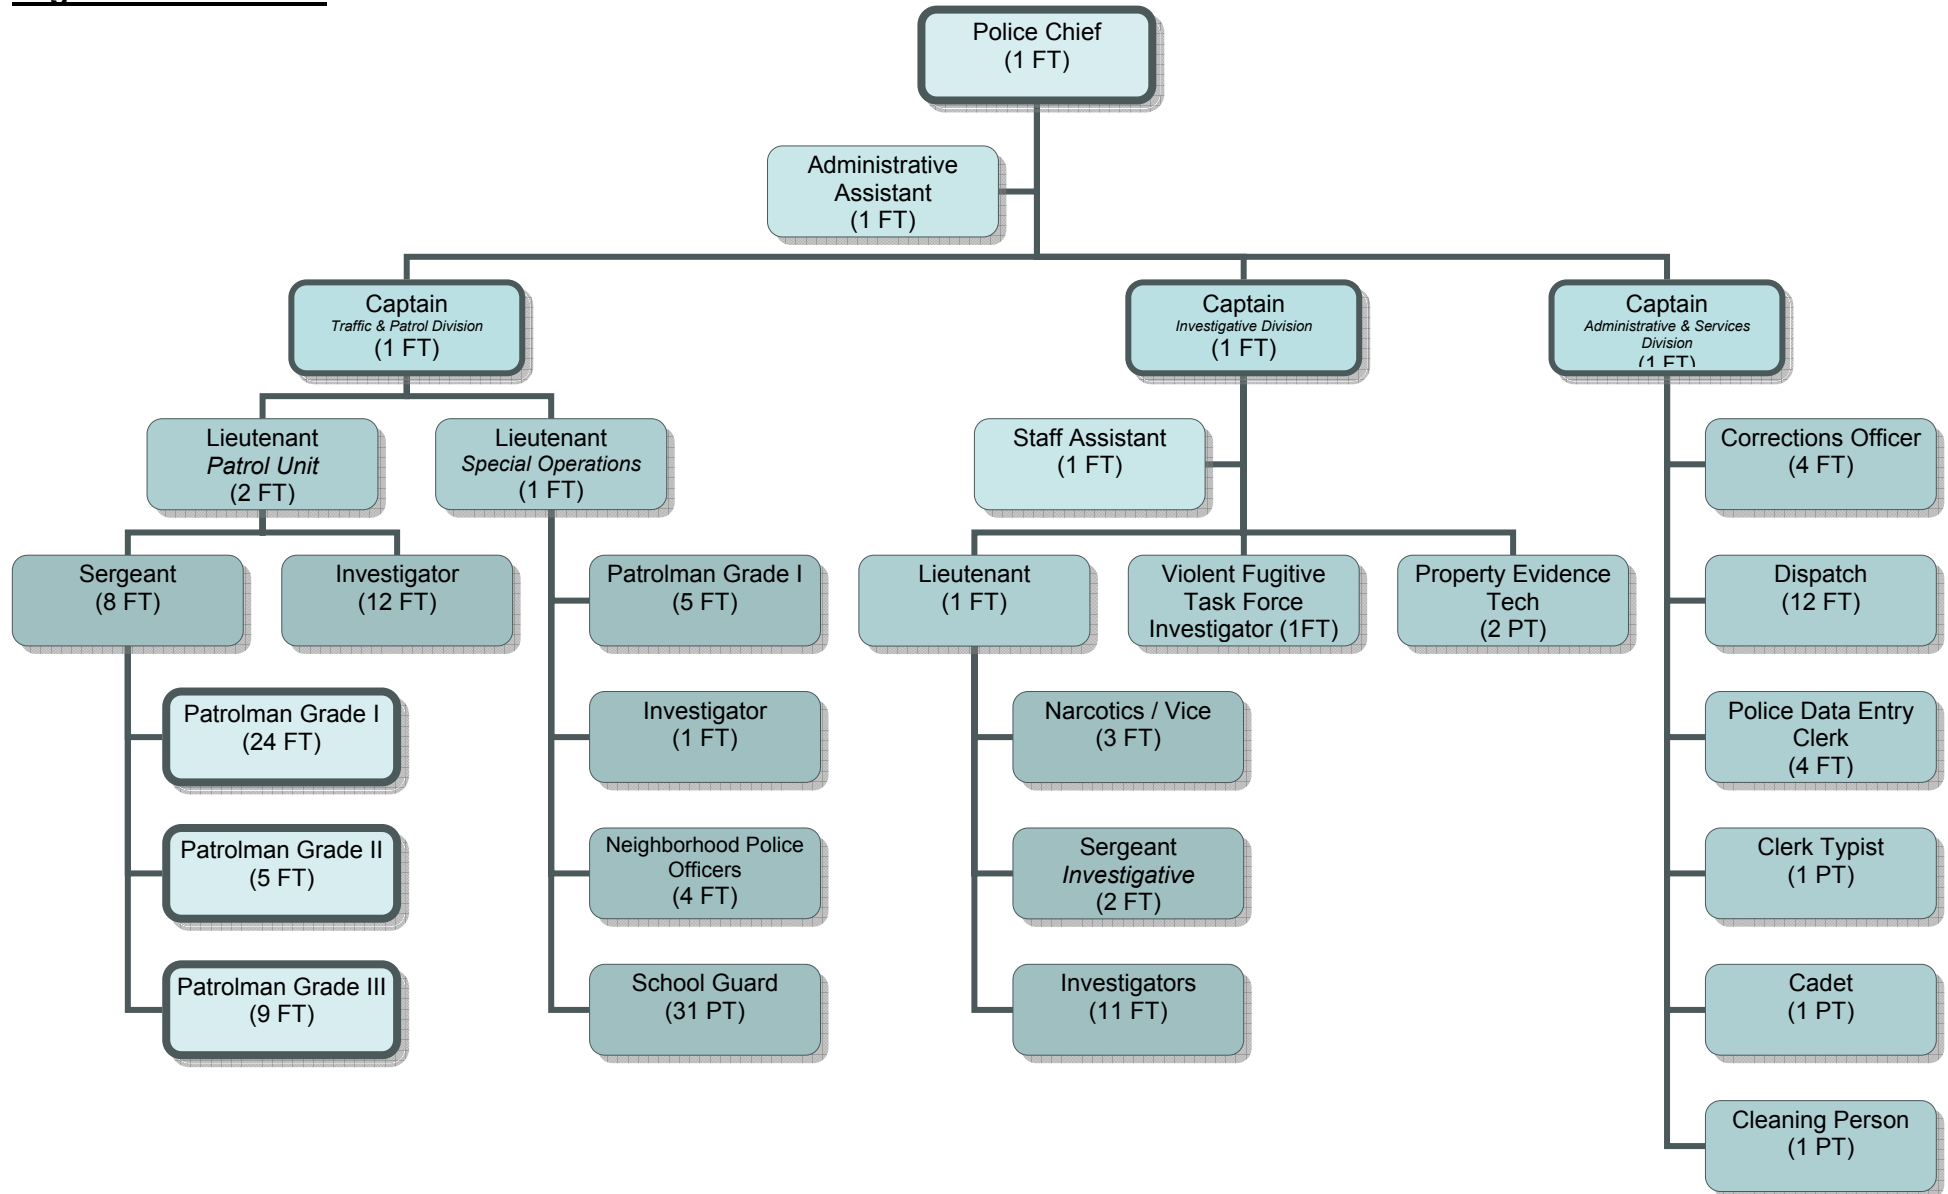 Police Chief
(1 FT)
Administrative
Assistant
(1 FT)
Captain
Traffic & Patrol Division
(1 FT)
Captain
Investigative Division
(1 FT)
Captain
Administrative & Services
Division
(1 FT)
Lieutenant
Patrol Unit
(2 FT)
Lieutenant
Special Operations
(1 FT)
Staff Assistant
(1 FT)
Corrections Officer
(4 FT)
Sergeant
(8 FT)
Investigator
(12 FT)
Patrolman Grade I
(5 FT)
Lieutenant
(1 FT)
Violent Fugitive
Task Force
Investigator (1FT)
Property Evidence
Tech
(2 PT)
Dispatch
(12 FT)
Patrolman Grade I
(24 FT)
Investigator
(1 FT)
Narcotics / Vice
(3 FT)
Police Data Entry
Clerk
(4 FT)
Patrolman Grade II
(5 FT)
Neighborhood Police
Officers
(4 FT)
Sergeant
Investigative
(2 FT)
Clerk Typist
(1 PT)
Patrolman Grade III
(9 FT)
School Guard
(31 PT)
Investigators
(11 FT)
Cadet
(1 PT)
Cleaning Person
(1 PT)